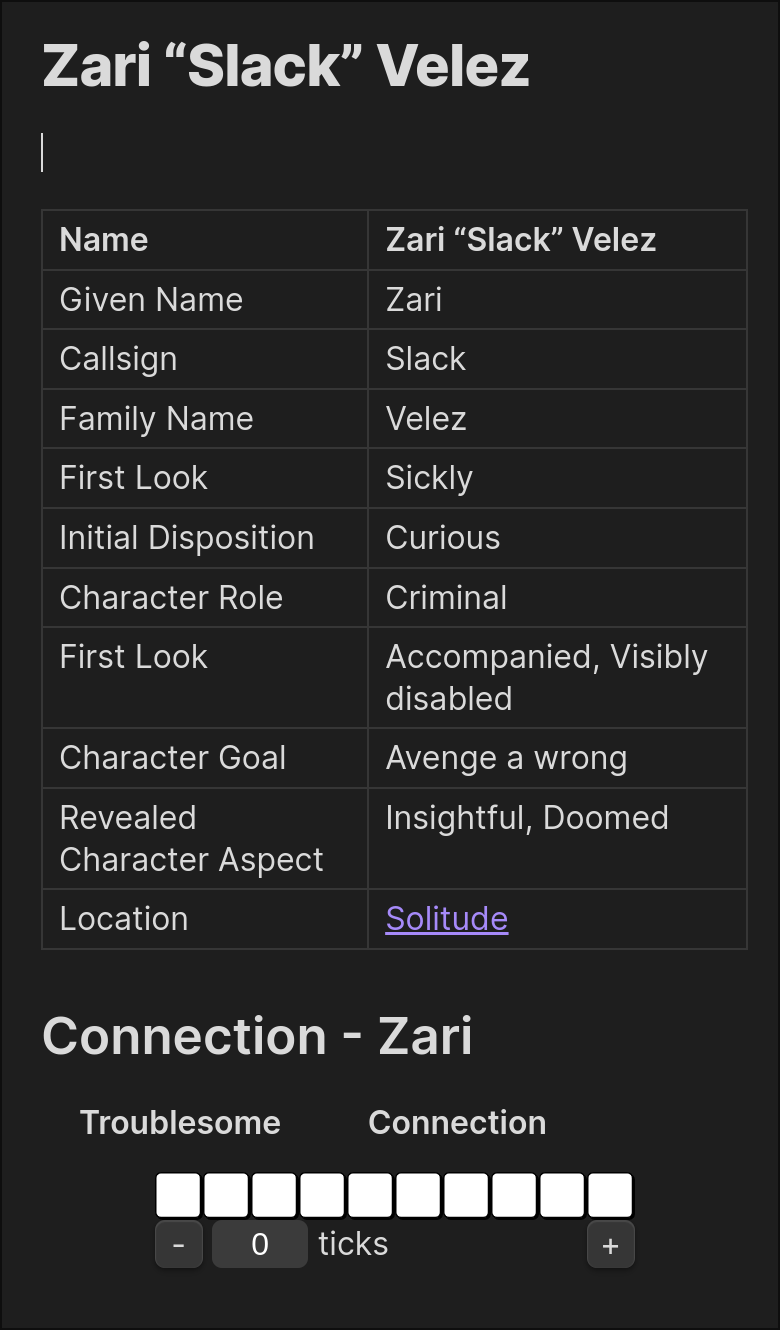 Zari “Slack” Velez
Name Zari “Slack” Velez
Given Name Zari
Callsign Slack
Family Name Velez
First Look Sickly
Initial Disposition Curious
Character Role Criminal
First Look Accompanied, Visibly
disabled
Character Goal Avenge a wrong
Revealed Insightful, Doomed
Character Aspect
Location Solitude
Connection - Zari
Troublesome Connection
- 0 ticks +